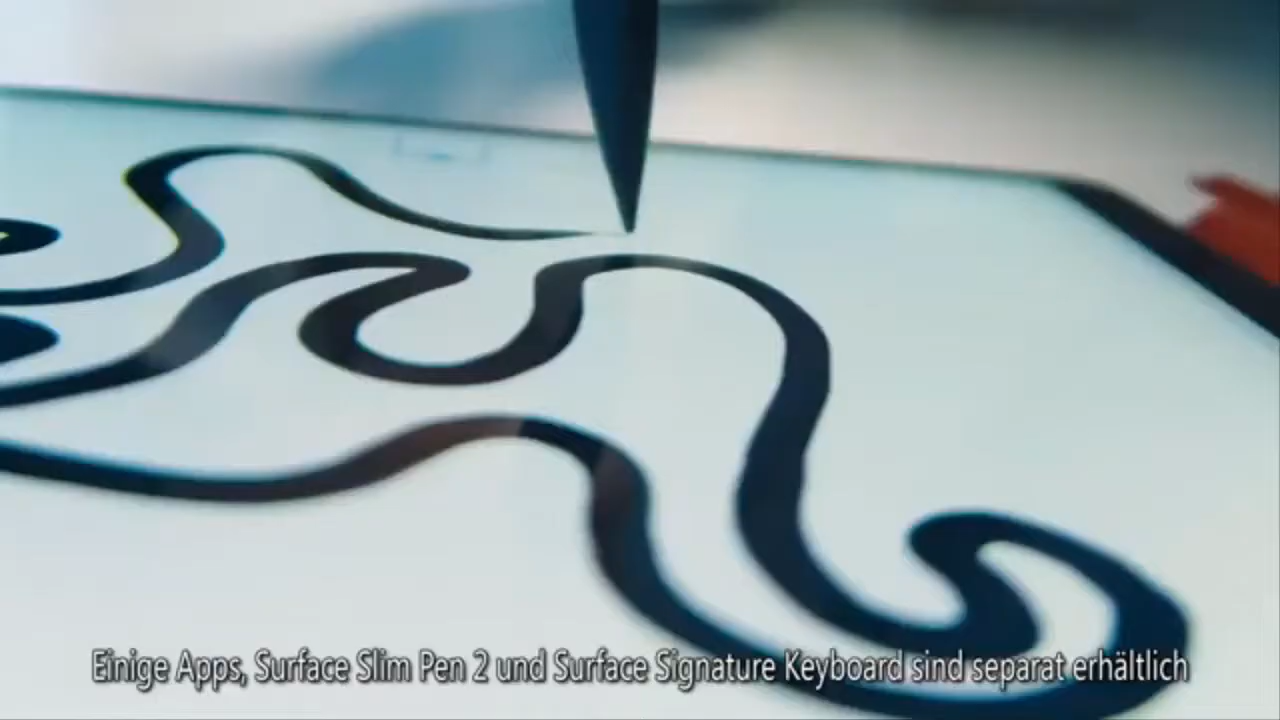 Einige Apps, Surface Slim Pen 2 und Surface Signature Keyboard sind separat erhältlich